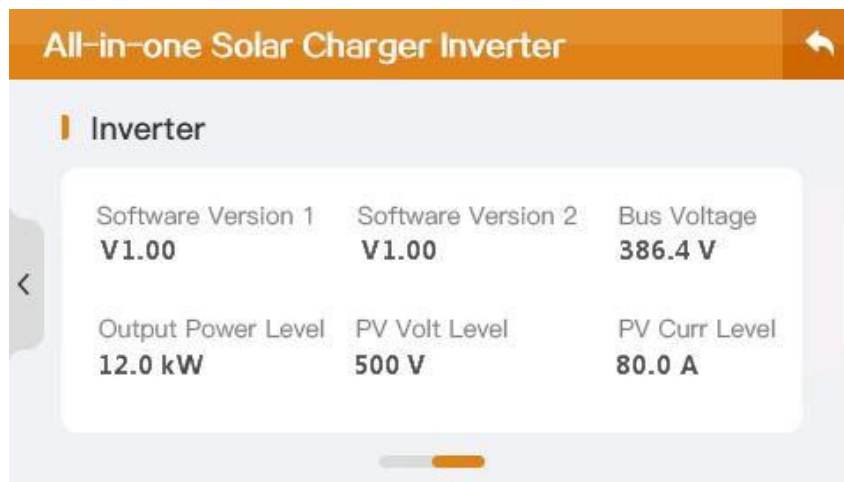 All-in-one Solar Charger Inverter
Inverter
Software Version 1 Software Version 2 Bus Voltage
V1.00 V1.00 386.4 V
Output Power Level PV Volt Level PV Curr Level
12.0 kW 500 V 80.0 A